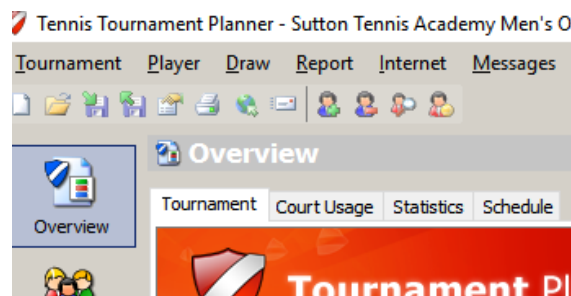 Tennis Tournament Planner - Sutton Tennis Academy Men's O
Tournament Player Draw Report Internet Messages
Overview
Tournament Court Usage Statistics Schedule
Overview
Tournament Pl